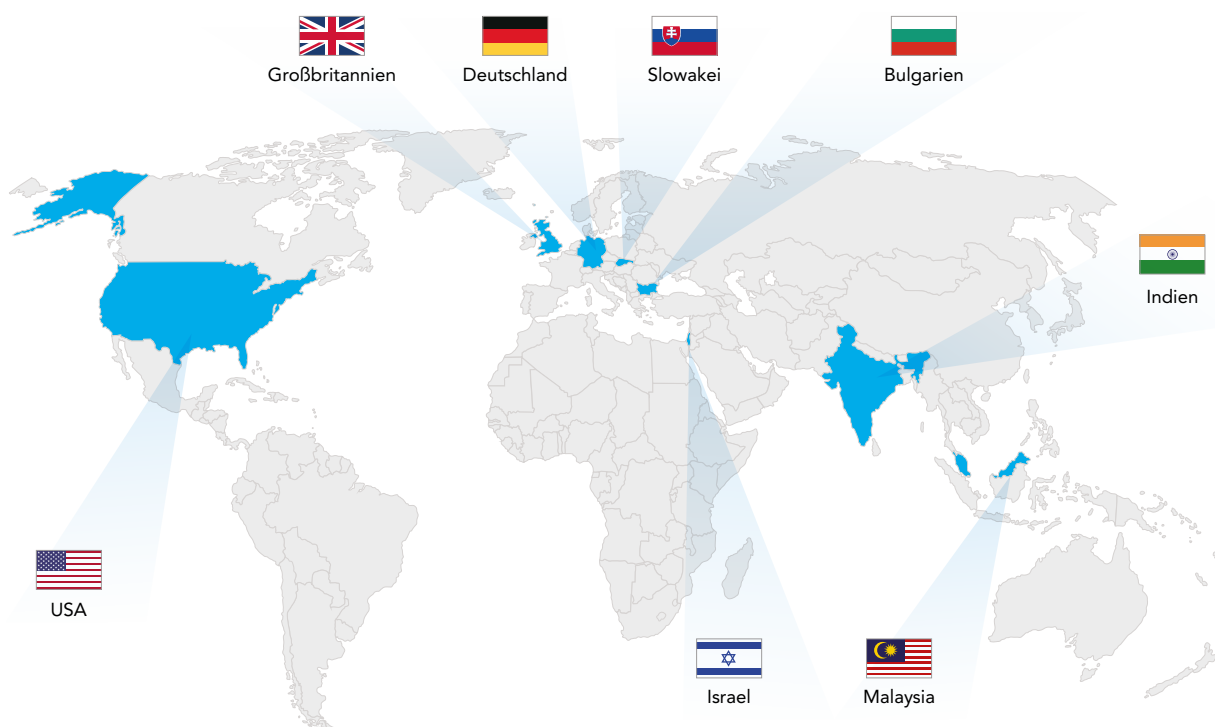 Großbritannien
Deutschland
Slowakei
Bulgarien
Indien
USA
Israel
Malaysia